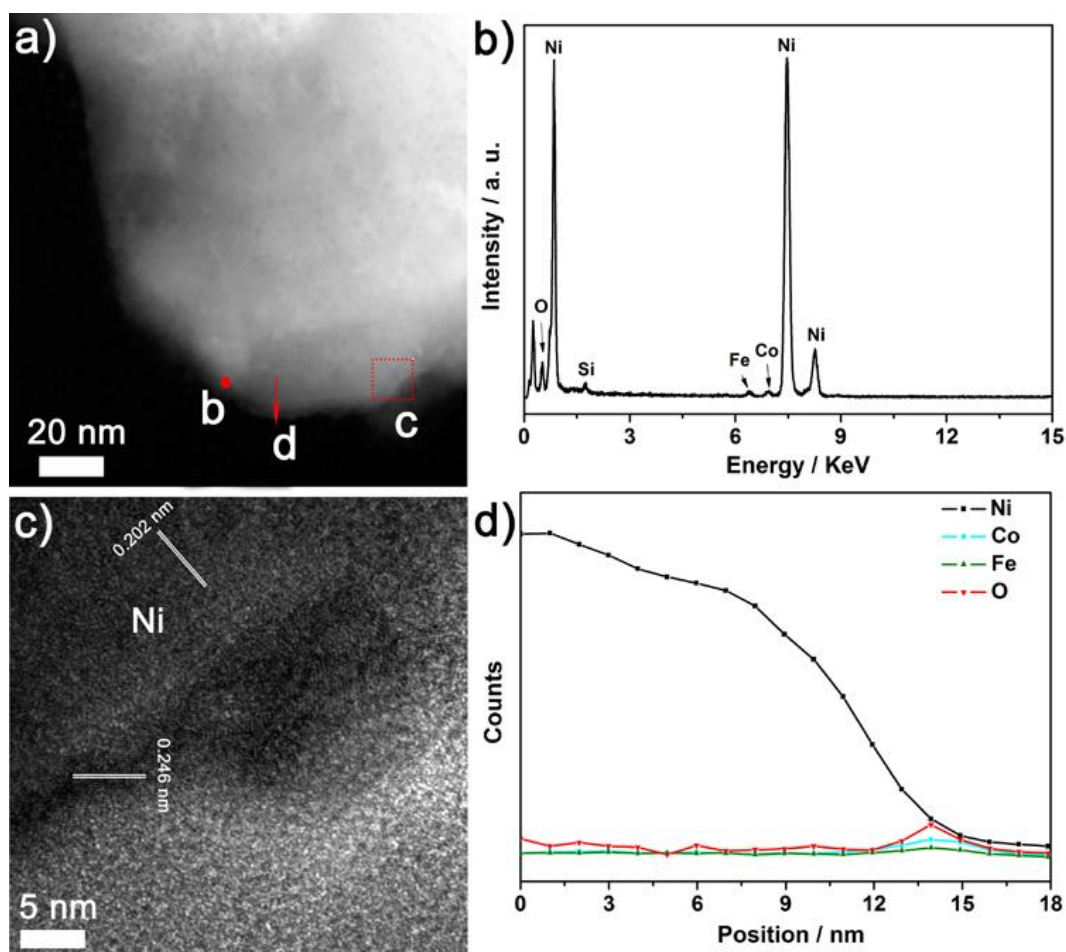 a)
b
d
c
20 nm
b)
Ni
Ni
O
Si
Fe
Co
Ni
0 3 6 9 12 15
Intensity / a. u.
Energy / KeV
c)
0.202 nm
Ni
0.246 nm
5 nm
d)
Ni
Co
Fe
O
Counts
0 3 6 9 12 15 18
Position / nm